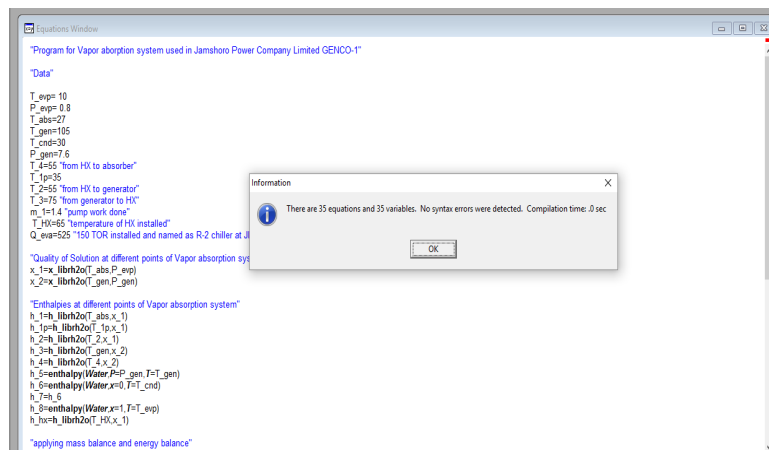 Equations Window
"Program for Vapor aborption system used in Jamshoro Power Company Limited GENCO-1"
"Data"
T_evp= 10
P_evp= 0.8
T_abs=27
T_gen=105
T_cnd=30
P_gen=7.6
T_4=55 "from HX to absorber"
T_1p=35
T_2=55 "from HX to generator"
T_3=75 "from generator to HX"
m_1=1.4 "pump work done"
T_HX=65 "temperature of HX installed"
Q_eva=525 "150 TOR installed and named as R-2 chiller at
"Quality of Solution at different points of Vapor absorption
x_1=x_librh2o(T_abs,P_evp)
x_2=x_librh2o(T_gen,P_gen)
"Enthalpies at different points of Vapor absorption system"
h_1=h_librh2o(T_abs,x_1)
h_1p=h_librh2o(T_1p,x_1)
h_2=h_librh2o(T_2,x_1)
h_3=h_librh2o(T_gen,x_2)
h_4=h_librh2o(T_4,x_2)
h_5=enthalpy(Water,P=P_gen,T=T_gen)
h_6=enthalpy(Water,x=0,T=T_cnd)
h_7=h_6
h_8=enthalpy(Water,x=1,T=T_evp)
h_hx=h_librh2o(T_HX,x_1)
"applying mass balance and energy balance"
Information
There are 35 equations and 35 variables. No syntax errors were detected. Compilation time: .0 sec
OK